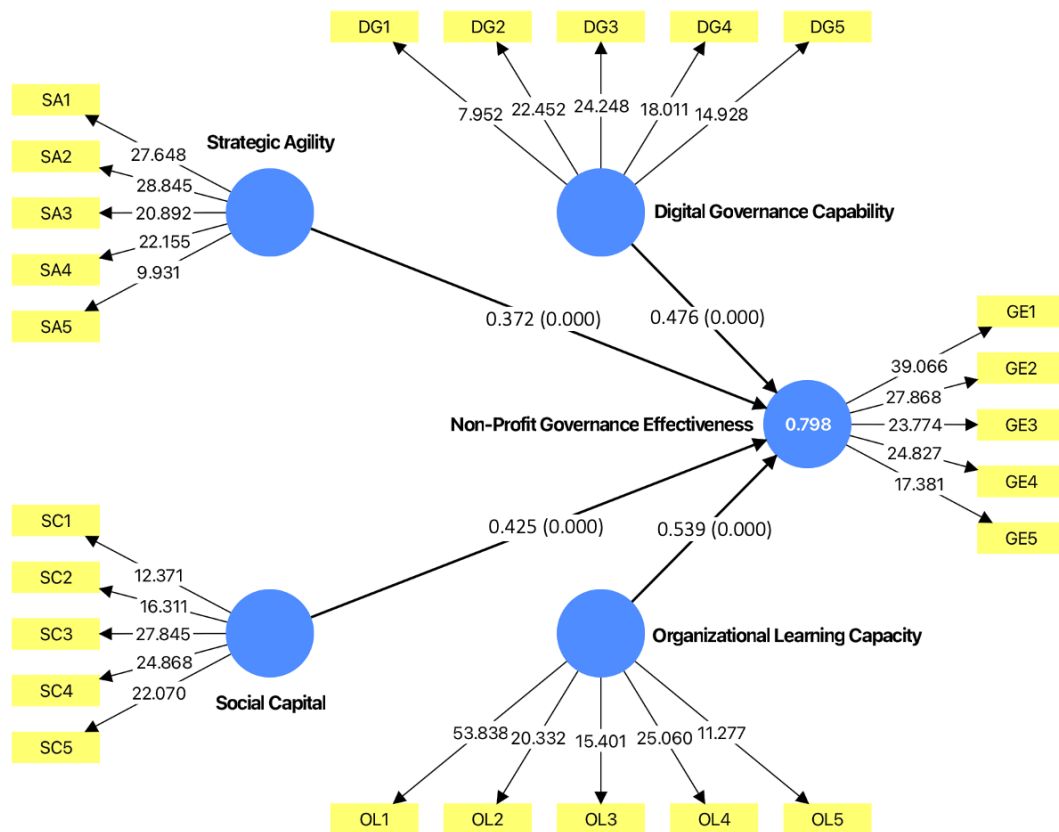 DG1 DG2 DG3 DG4 DG5
7.952 22.452 24.248 18.011 14.928
SA1
SA2
SA3
SA4
SA5
27.648
28.845
20.892
22.155
9.931
Strategic Agility
Digital Governance Capability
0.372 (0.000)
0.476 (0.000)
Non-Profit Governance Effectiveness
0.798
39.066
27.868
23.774
24.827
17.381
GE1
GE2
GE3
GE4
GE5
0.425 (0.000)
0.539 (0.000)
SC1
SC2
SC3
SC4
SC5
12.371
16.311
27.845
24.868
22.070
Social Capital
Organizational Learning Capacity
53.838 20.332 15.401 25.060 11.277
OL1 OL2 OL3 OL4 OL5